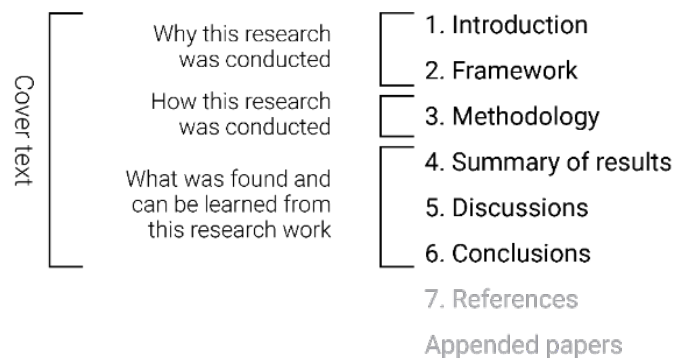 Cover text
Why this research
was conducted
How this research
was conducted
What was found and
can be learned from
this research work
1. Introduction
2. Framework
3. Methodology
4. Summary of results
5. Discussions
6. Conclusions
7. References
Appended papers